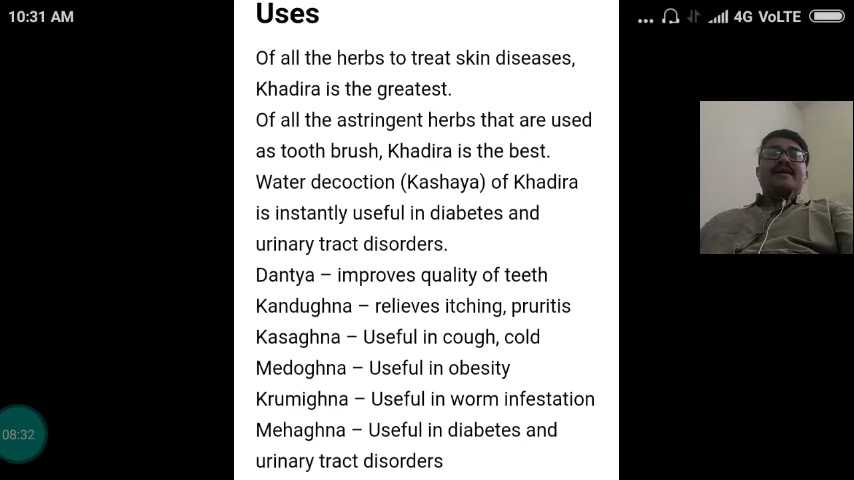 10:31 AM
... 4G VoLTE
Uses
Of all the herbs to treat skin diseases,
Khadira is the greatest.
Of all the astringent herbs that are used
as tooth brush, Khadira is the best.
Water decoction (Kashaya) of Khadira
is instantly useful in diabetes and
urinary tract disorders.
Dantya – improves quality of teeth
Kandughna – relieves itching, pruritis
Kasaghna – Useful in cough, cold
Medoghna – Useful in obesity
Krumighna – Useful in worm infestation
Mehaghna – Useful in diabetes and
urinary tract disorders
08:32